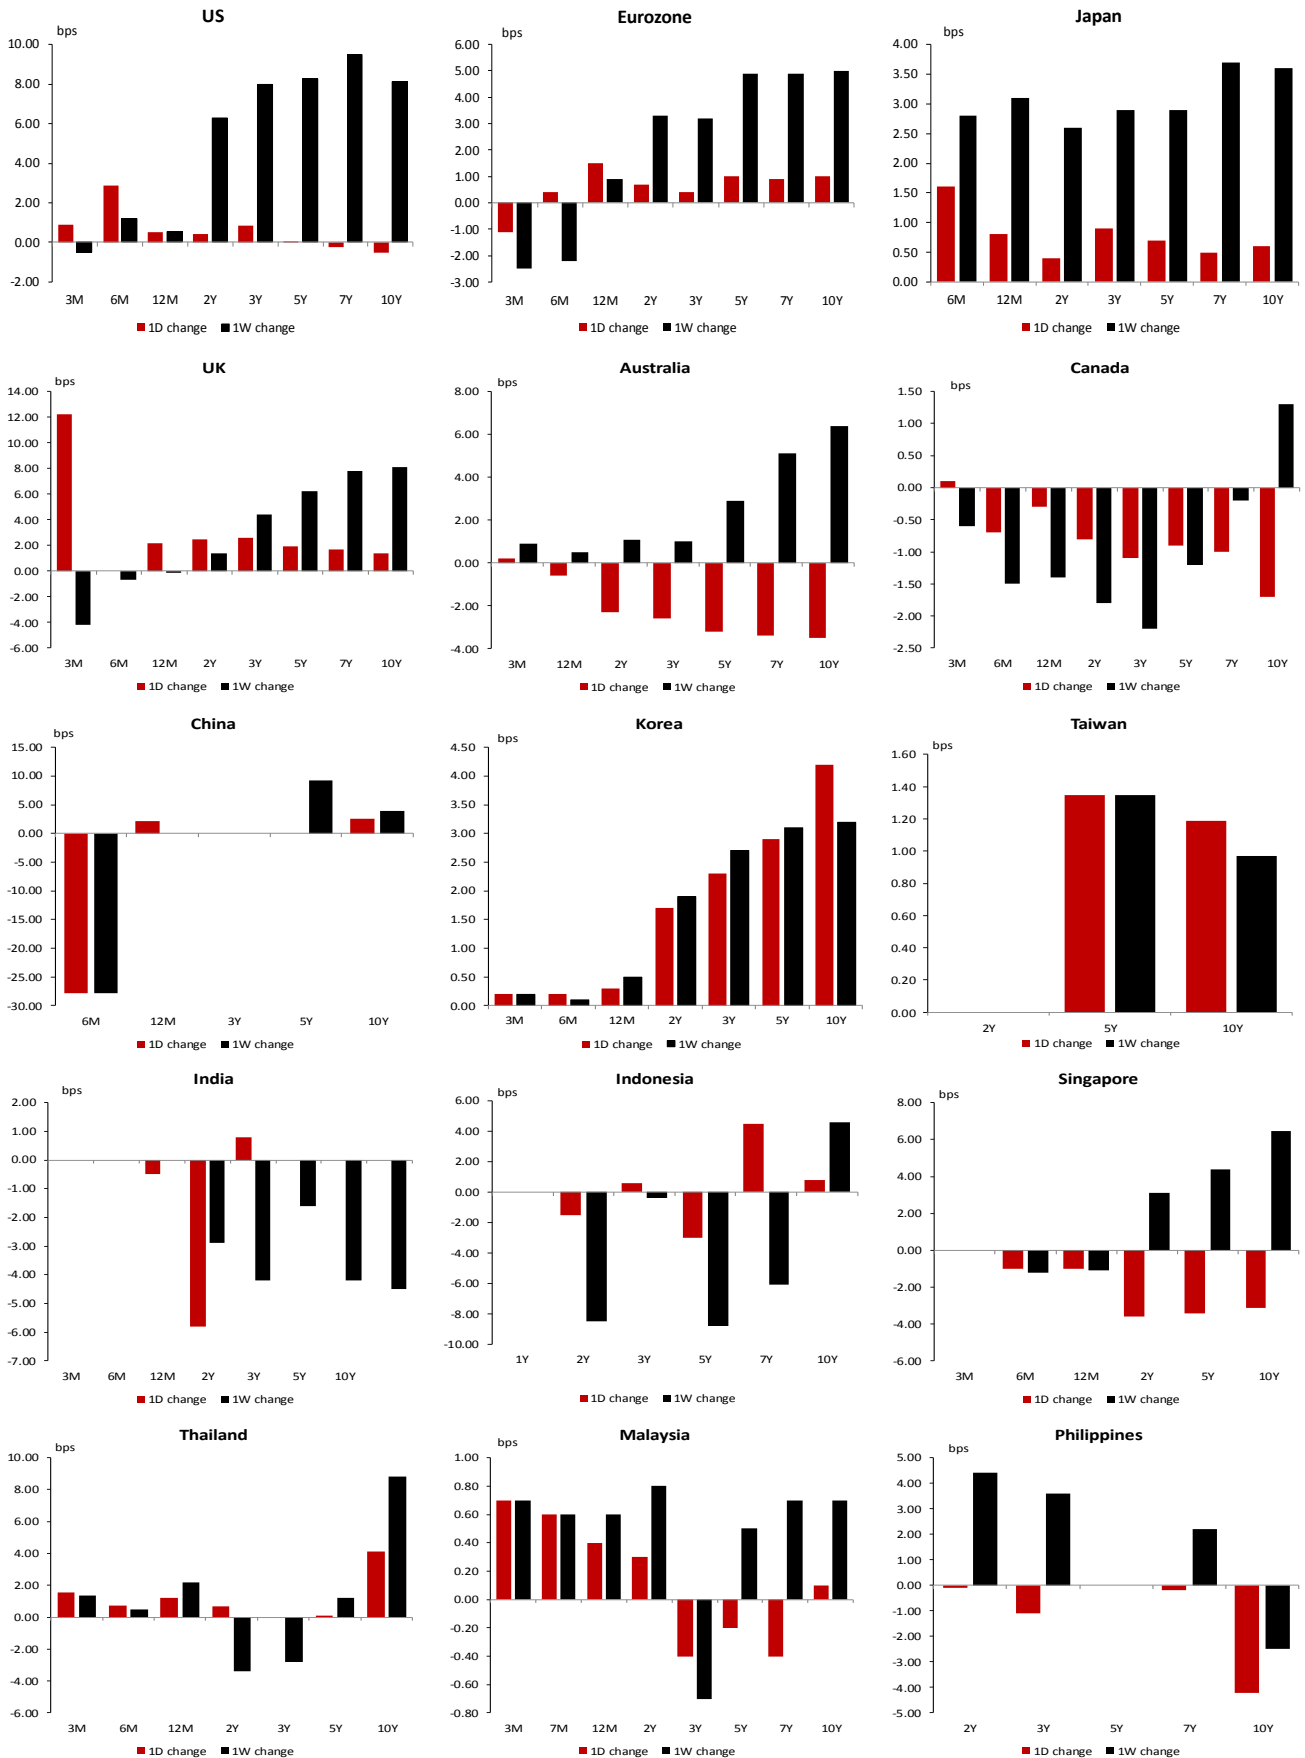 US
bps
10.00
8.00
6.00
4.00
2.00
0.00
-2.00
3M 6M 12M 2Y 3Y 5Y 7Y 10Y
1D change 1W change
Eurozone
bps
6.00
5.00
4.00
3.00
2.00
1.00
0.00
-1.00
-2.00
-3.00
3M 6M 12M 2Y 3Y 5Y 7Y 10Y
1D change 1W change
Japan
4.00
3.50
3.00
2.50
2.00
1.50
1.00
0.50
0.00
6M 12M 2Y 3Y 5Y 7Y 10Y
1D change 1W change
UK
bps
14.00
12.00
10.00
8.00
6.00
4.00
2.00
0.00
-2.00
-4.00
-6.00
3M 6M 12M 2Y 3Y 5Y 7Y 10Y
1D change 1W change
Australia
bps
8.00
6.00
4.00
2.00
0.00
-2.00
-4.00
3M 12M 2Y 3Y 5Y 7Y 10Y
1D change 1W change
Canada
bps
1.50
1.00
0.50
0.00
-0.50
-1.00
-1.50
-2.00
-2.50
3M 6M 12M 2Y 3Y 5Y 7Y 10Y
1D change 1W change
China
bps
15.00
10.00
5.00
0.00
-5.00
-10.00
-15.00
-20.00
-25.00
-30.00
6M 12M 3Y 5Y 10Y
1D change 1W change
Korea
bps
4.50
4.00
3.50
3.00
2.50
2.00
1.50
1.00
0.50
0.00
3M 6M 12M 2Y 3Y 5Y 10Y
1D change 1W change
Taiwan
bps
1.60
1.40
1.20
1.00
0.80
0.60
0.40
0.20
0.00
2Y 5Y 10Y
1D change 1W change
India
bps
2.00
1.00
0.00
-1.00
-2.00
-3.00
-4.00
-5.00
-6.00
-7.00
3M 6M 12M 2Y 3Y 5Y 10Y
1D change 1W change
Indonesia
bps
6.00
4.00
2.00
0.00
-2.00
-4.00
-6.00
-8.00
-10.00
1Y 2Y 3Y 5Y 7Y 10Y
1D change 1W change
Singapore
bps
8.00
6.00
4.00
2.00
0.00
-2.00
-4.00
-6.00
3M 6M 12M 2Y 5Y 10Y
1D change 1W change
Thailand
bps
10.00
8.00
6.00
4.00
2.00
0.00
-2.00
-4.00
-6.00
3M 6M 12M 2Y 3Y 5Y 10Y
1D change 1W change
Malaysia
bps
1.00
0.80
0.60
0.40
0.20
0.00
-0.20
-0.40
-0.60
-0.80
3M 7M 12M 2Y 3Y 5Y 7Y 10Y
1D change 1W change
Philippines
bps
5.00
4.00
3.00
2.00
1.00
0.00
-1.00
-2.00
-3.00
-4.00
-5.00
2Y 3Y 5Y 7Y 10Y
1D change 1W change